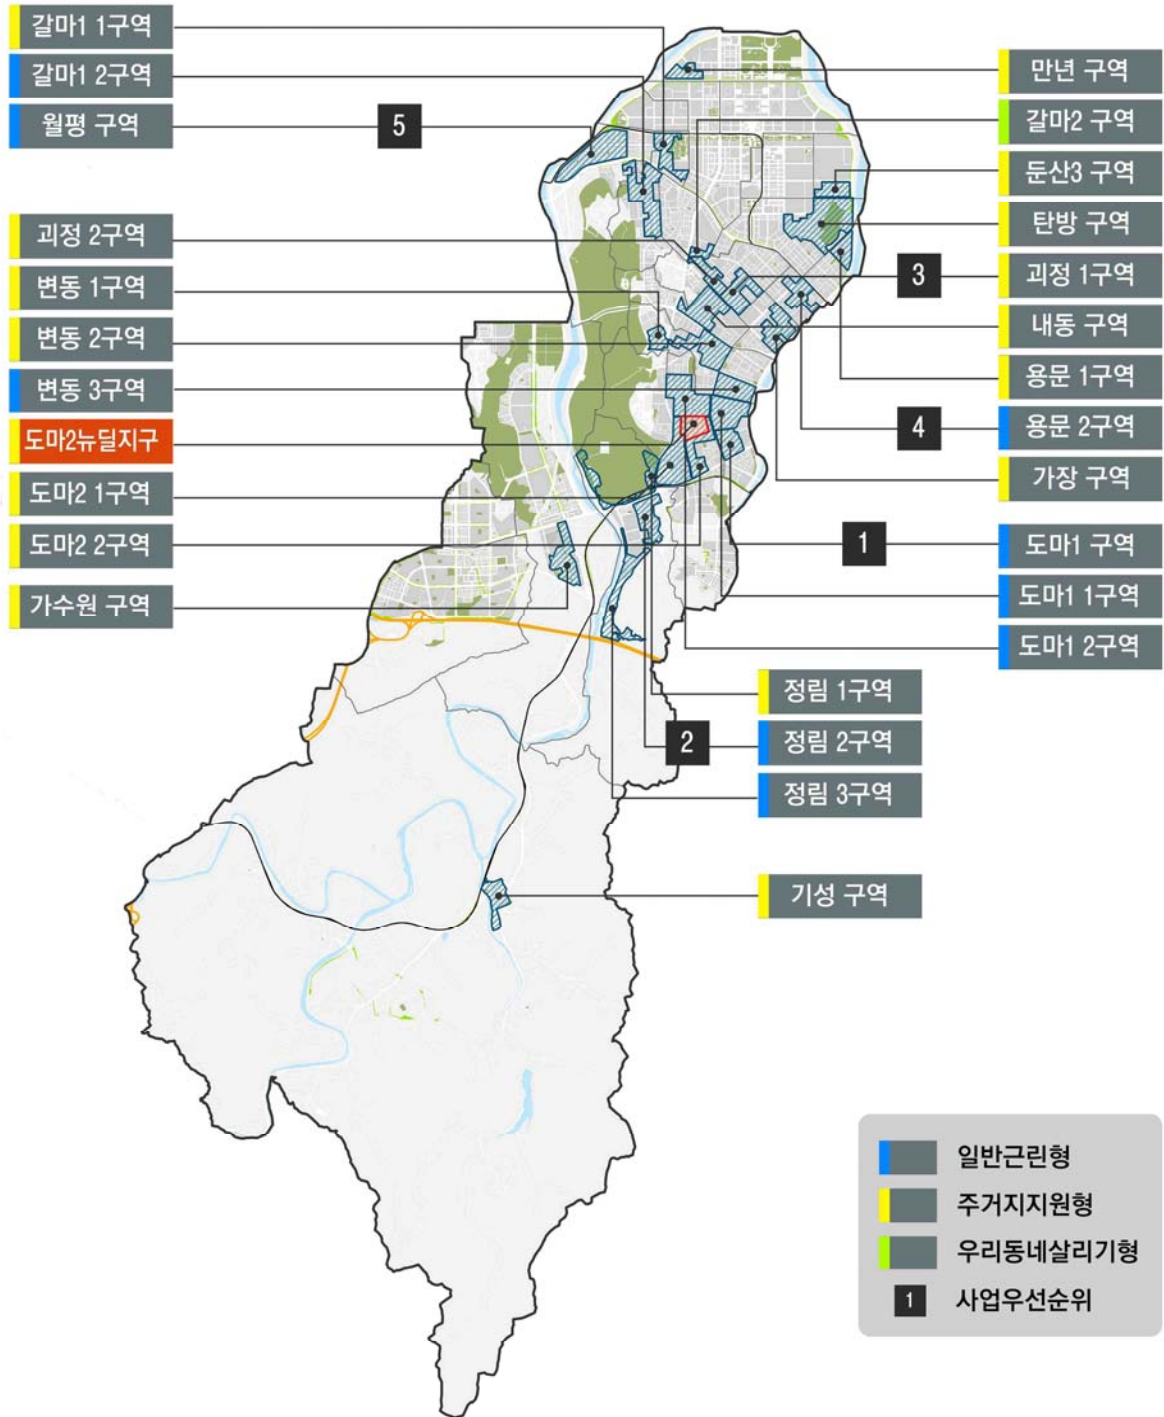 갈마1 1구역
갈마1 2구역
월평 구역
5
괴정 2구역
변동 1구역
변동 2구역
변동 3구역
도마2뉴딜지구
도마2 1구역
도마2 2구역
가수원 구역
만년 구역
갈마2 구역
둔산3 구역
탄방 구역
3
괴정 1구역
내동 구역
용문 1구역
4
용문 2구역
가장 구역
1
도마1 구역
도마1 1구역
도마1 2구역
정림 1구역
2
정림 2구역
정림 3구역
기성 구역
일반근린형
주거지지원형
우리동네살리기형
1 사업우선순위